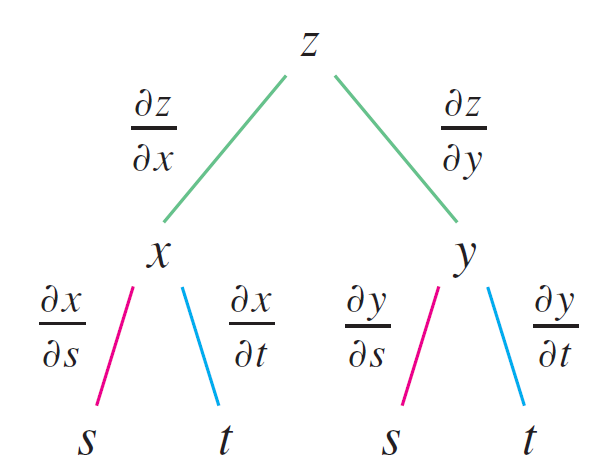 z
∂z/∂x ∂z/∂y
x y
∂x/∂s ∂x/∂t ∂y/∂s ∂y/∂t
s t s t